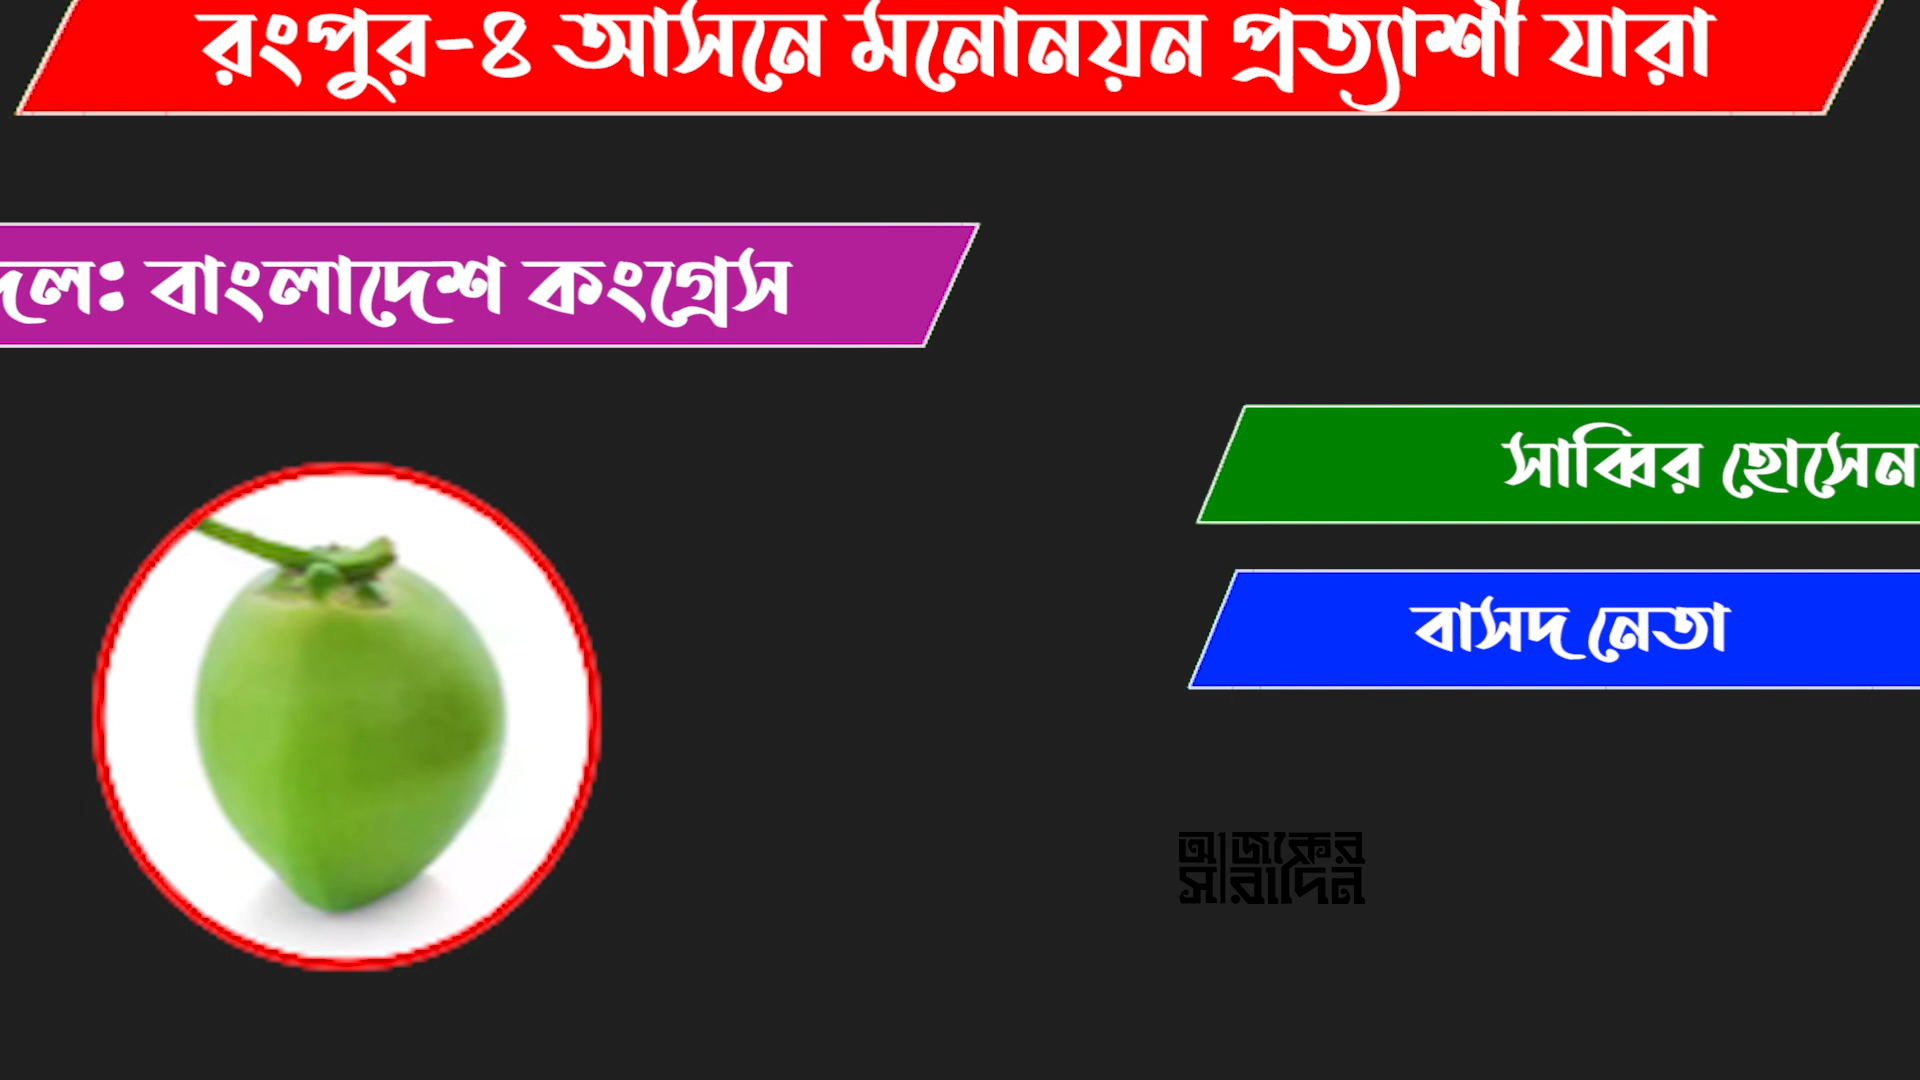 রংপুর-৪ আসনে মনোনয়ন প্রত্যাশী যারা
দল: বাংলাদেশ কংগ্রেস
সাব্বির হোসেন
বাসদ নেতা
আজকের
সারাদিন